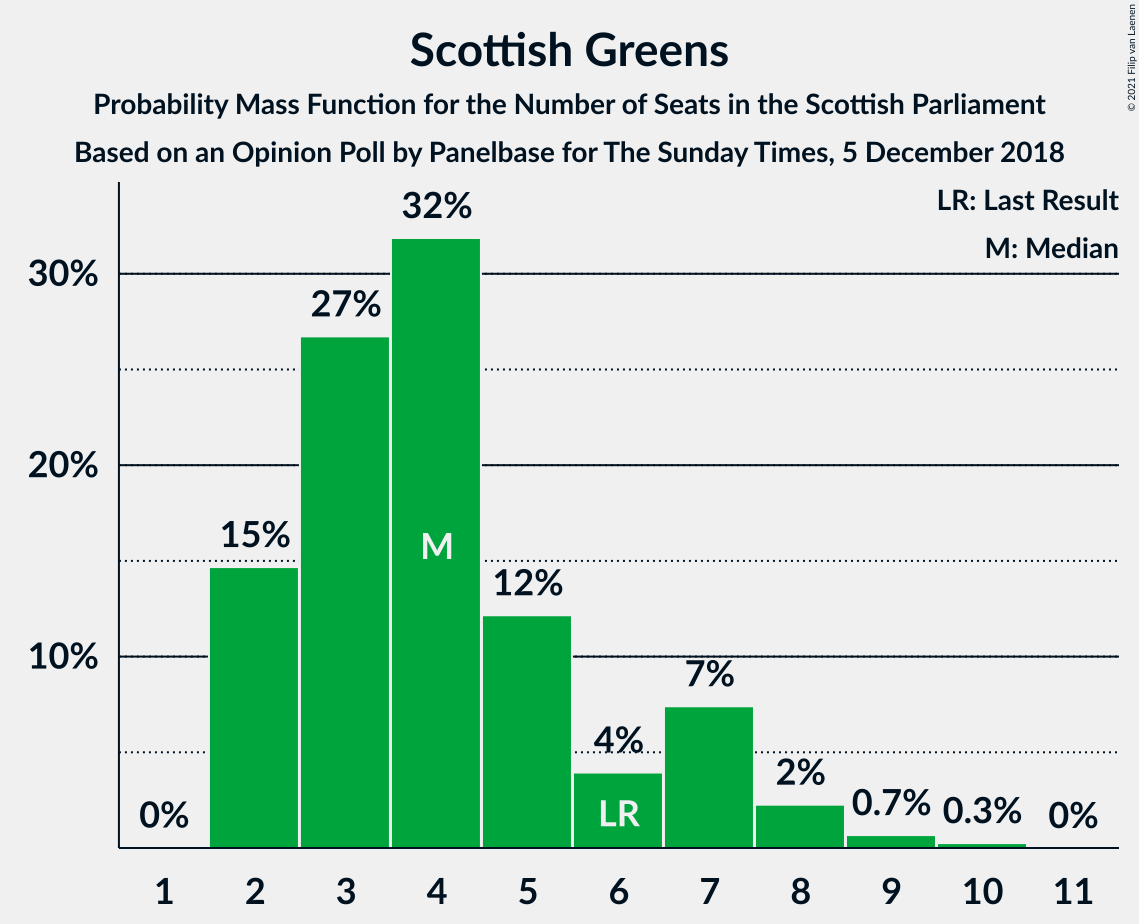 Scottish Greens
Probability Mass Function for the Number of Seats in the Scottish Parliament
Based on an Opinion Poll by Panelbase for The Sunday Times, 5 December 2018
© 2021 Filip van Laenen
LR: Last Result
M: Median
30%
20%
10%
0%
15%
27%
32%
12%
4%
7%
2%
0.7%
0.3%
0%
M
LR
1 2 3 4 5 6 7 8 9 10 11